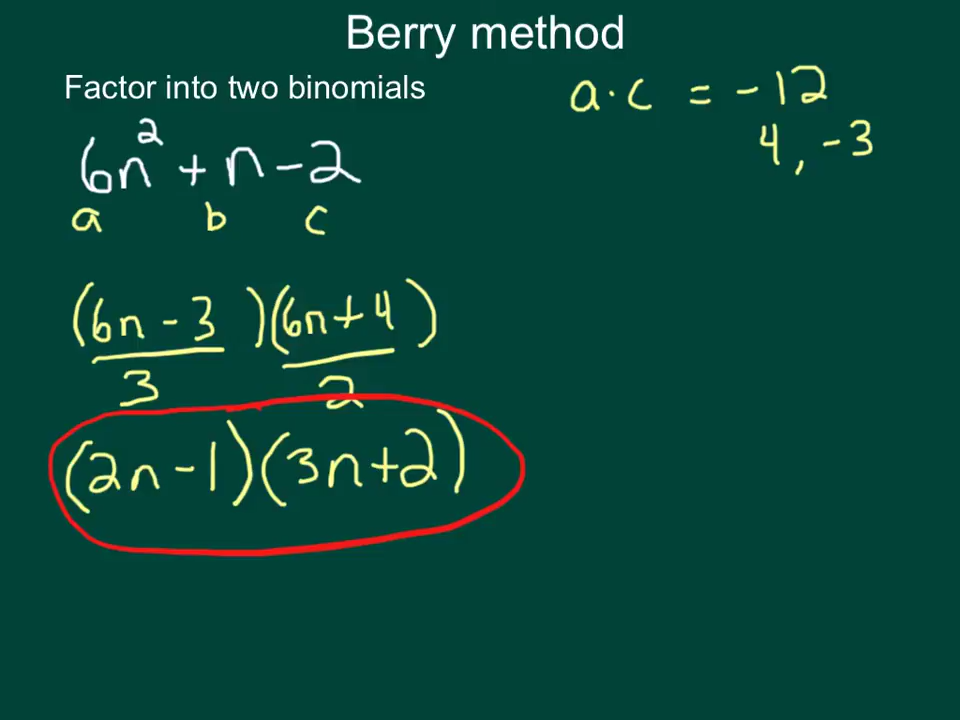 Berry method
Factor into two binomials
a · c = -12
4, -3
6n² + n - 2
a b c
(6n - 3)(6n + 4)
3 2
(2n - 1)(3n + 2)